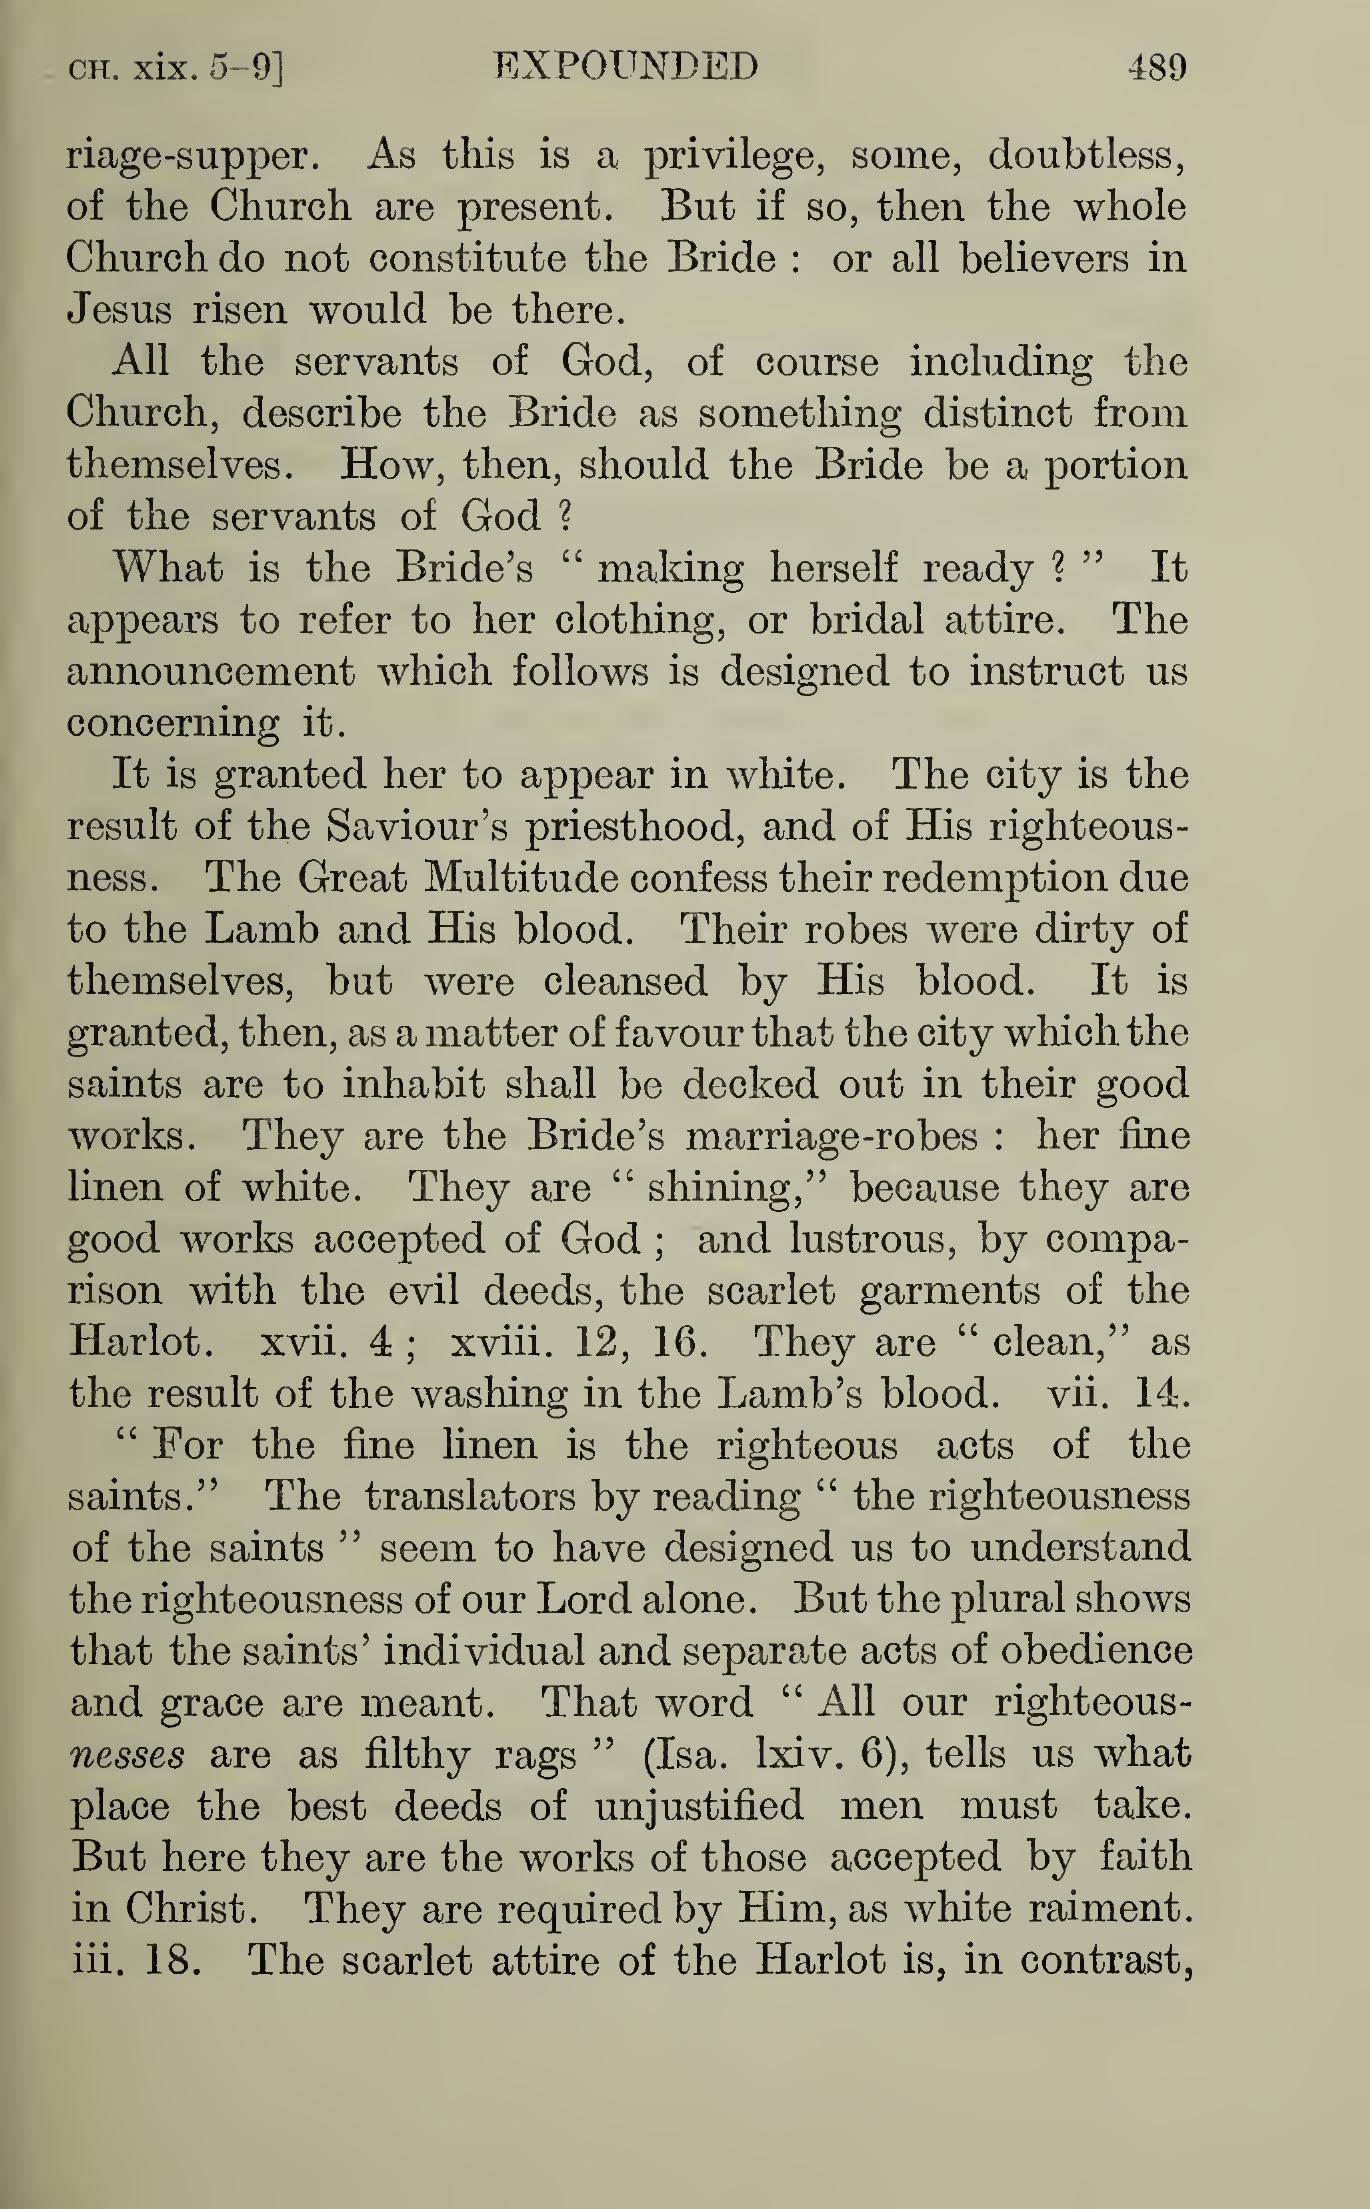 CH. xix. 5-9] EXPOUNDED 489
riage-supper. As this is a privilege, some, doubtless,
of the Church are present. But if so, then the whole
Church do not constitute the Bride : or all believers in
Jesus risen would be there.
All the servants of God, of course including the
Church, describe the Bride as something distinct from
themselves. How, then, should the Bride be a portion
of the servants of God ?
What is the Bride's “ making herself ready ? ” It
appears to refer to her clothing, or bridal attire. The
announcement which follows is designed to instruct us
concerning it.
It is granted her to appear in white. The city is the
result of the Saviour's priesthood, and of His righteous-
ness. The Great Multitude confess their redemption due
to the Lamb and His blood. Their robes were dirty of
themselves, but were cleansed by His blood. It is
granted, then, as a matter of favour that the city which the
saints are to inhabit shall be decked out in their good
works. They are the Bride's marriage-robes : her fine
linen of white. They are “ shining,” because they are
good works accepted of God ; and lustrous, by compa-
rison with the evil deeds, the scarlet garments of the
Harlot. xvii. 4 ; xviii. 12, 16. They are “ clean,” as
the result of the washing in the Lamb's blood. vii. 14.
“ For the fine linen is the righteous acts of the
saints.” The translators by reading “ the righteousness
of the saints ” seem to have designed us to understand
the righteousness of our Lord alone. But the plural shows
that the saints' individual and separate acts of obedience
and grace are meant. That word “ All our righteous-
nesses are as filthy rags ” (Isa. lxiv. 6), tells us what
place the best deeds of unjustified men must take.
But here they are the works of those accepted by faith
in Christ. They are required by Him, as white raiment.
iii. 18. The scarlet attire of the Harlot is, in contrast,